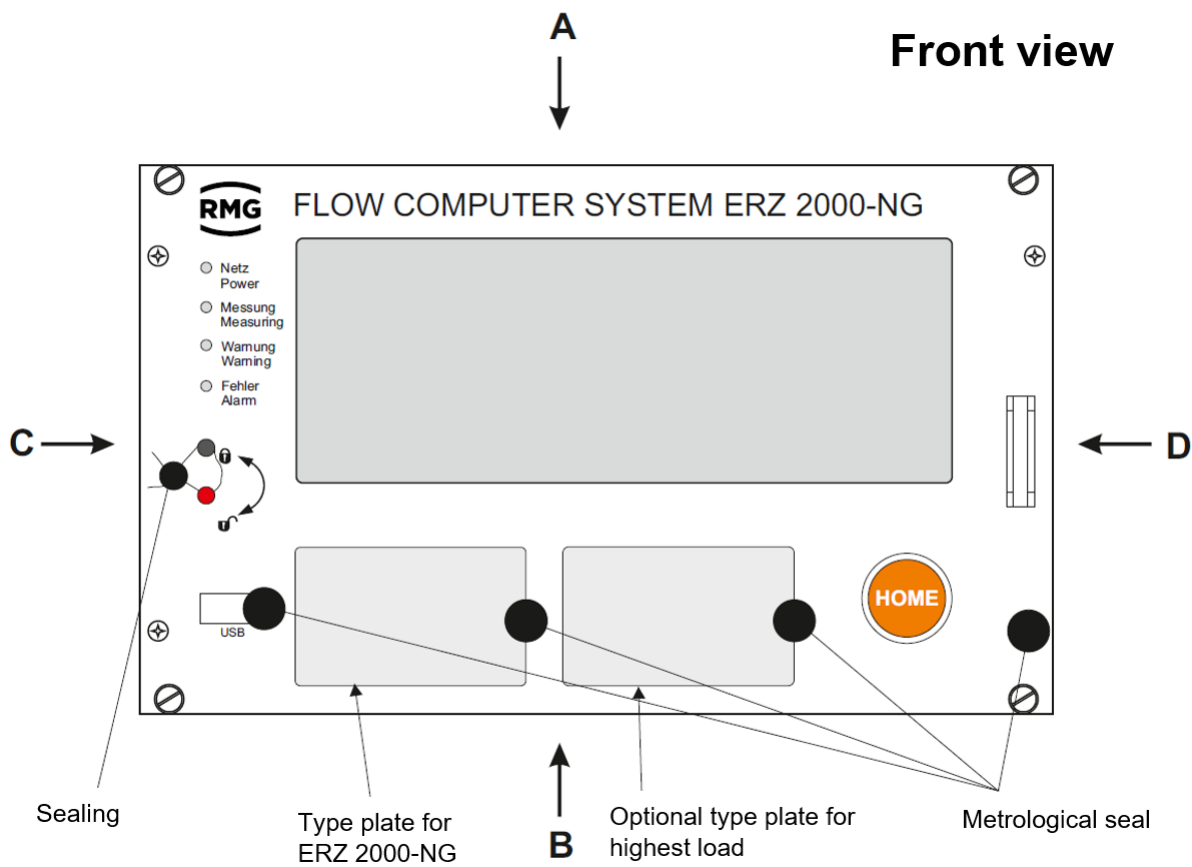 A
Front view
RMG
FLOW COMPUTER SYSTEM ERZ 2000-NG
Netz
Power
Messung
Measuring
Warnung
Warning
Fehler
Alarm
C
D
HOME
USB
Sealing
Type plate for
ERZ 2000-NG
B
Optional type plate for
highest load
Metrological seal